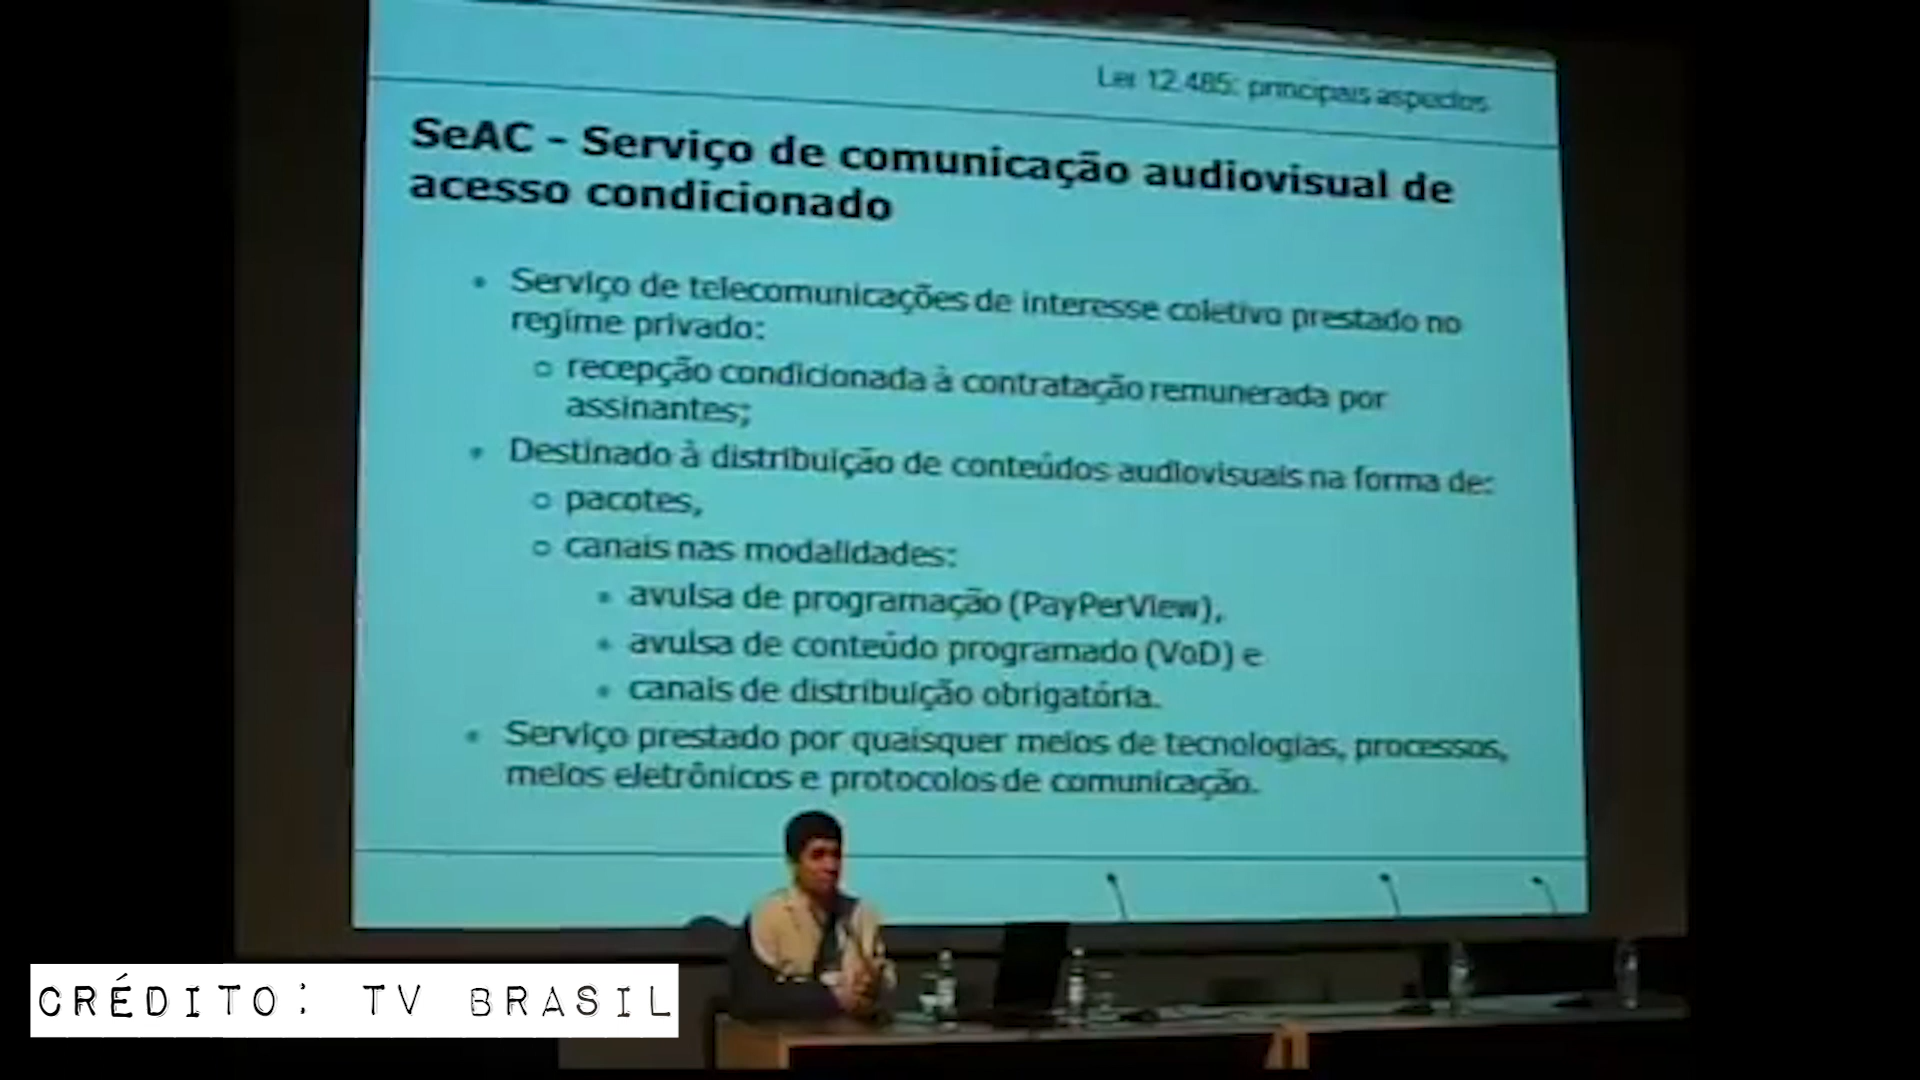 Lei 12.485: principais aspectos
SeAC - Serviço de comunicação audiovisual de
acesso condicionado
• Serviço de telecomunicações de interesse coletivo prestado no
regime privado:
o recepção condicionada à contratação remunerada por
assinantes;
• Destinado à distribuição de conteúdos audiovisuais na forma de:
o pacotes,
o canais nas modalidades:
• avulsa de programação (PayPerView),
• avulsa de conteúdo programado (VoD) e
• canais de distribuição obrigatória.
• Serviço prestado por quaisquer meios de tecnologias, processos,
meios eletrônicos e protocolos de comunicação.
CRÉDITO: TV BRASIL